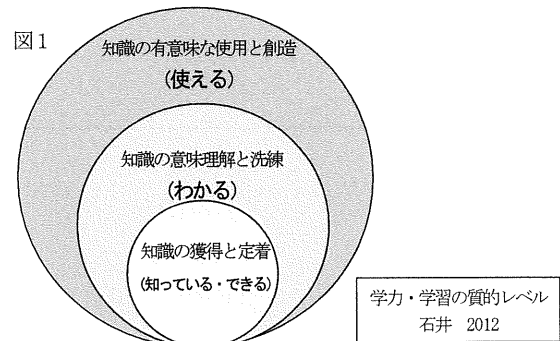 図1
知識の有意味な使用と創造
(使える)
知識の意味理解と洗練
(わかる)
知識の獲得と定着
(知っている・できる)
学力・学習の質的レベル
石井 2012